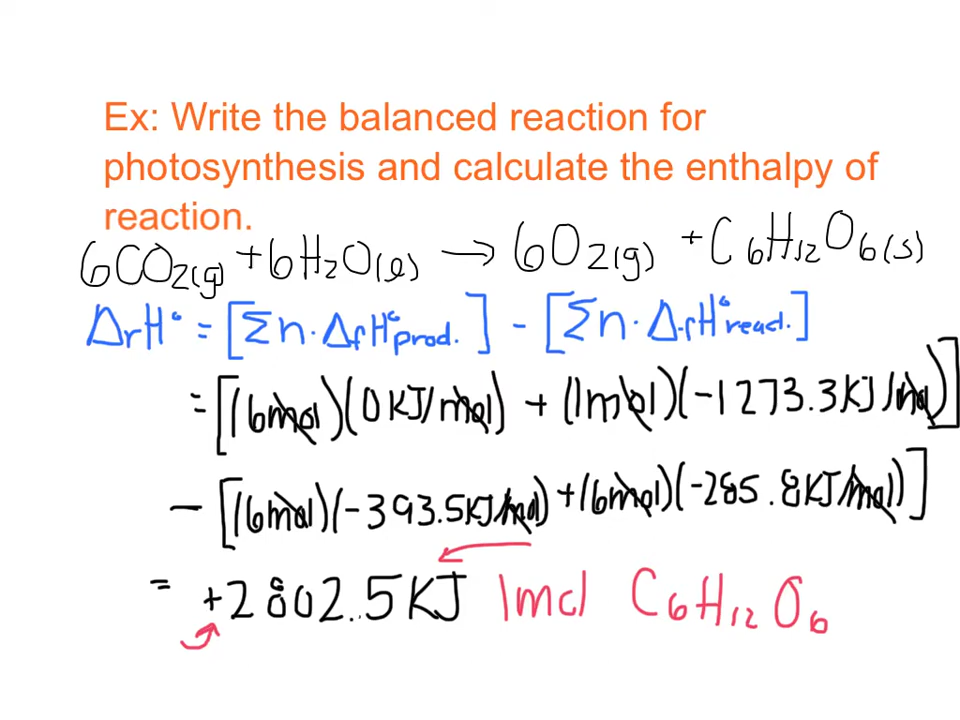 Ex: Write the balanced reaction for
photosynthesis and calculate the enthalpy of
reaction.
6CO2(g) + 6H2O(l) → 6O2(g) + C6H12O6(s)
ΔrH° = [Σn·ΔfH°prod.] - [Σn·ΔfH°react.]
= [(6mol)(0KJ/mol) + (1mol)(-1273.3KJ/mol)]
- [(6mol)(-393.5KJ/mol) + (6mol)(-285.8KJ/mol)]
= +2802.5KJ 1mol C6H12O6